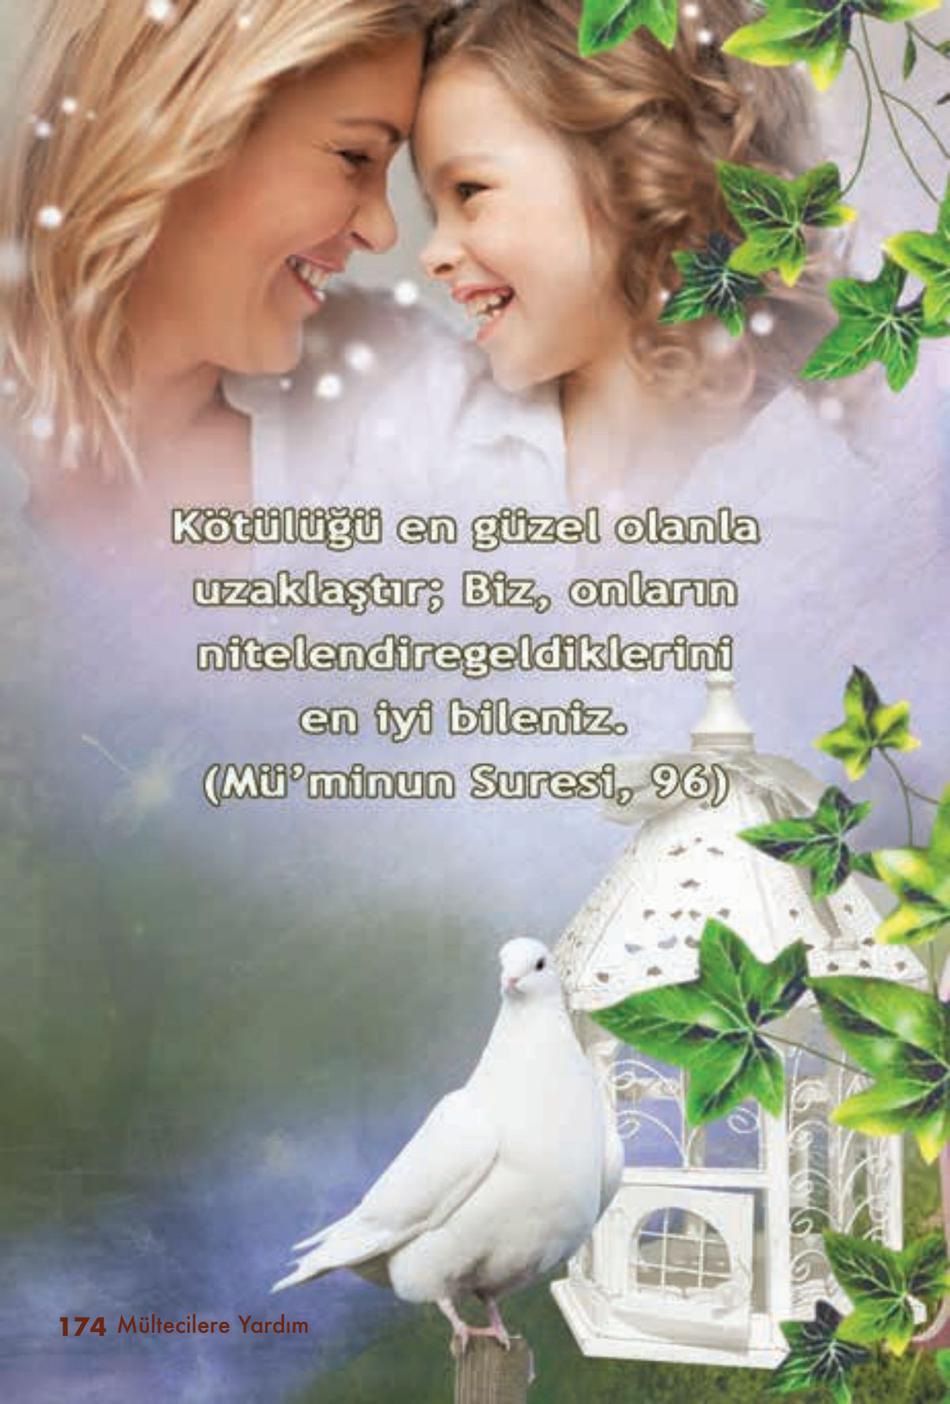 Kötülüğü en güzel olanla
uzaklaştır; Biz, onların
nitelendiregeldiklerini
en iyi bileniz.
(Mü’minun Suresi, 96)
174 Mültecilere Yardım